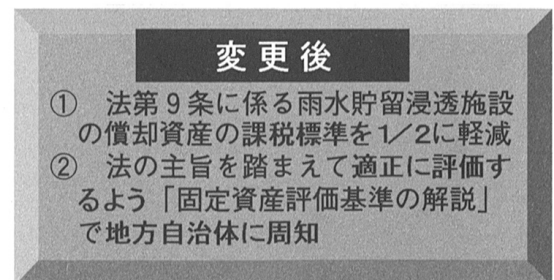 変更後
① 法第9条に係る雨水貯留浸透施設
の償却資産の課税標準を1/2に軽減
② 法の主旨を踏まえて適正に評価す
るよう「固定資産評価基準の解説」
で地方自治体に周知